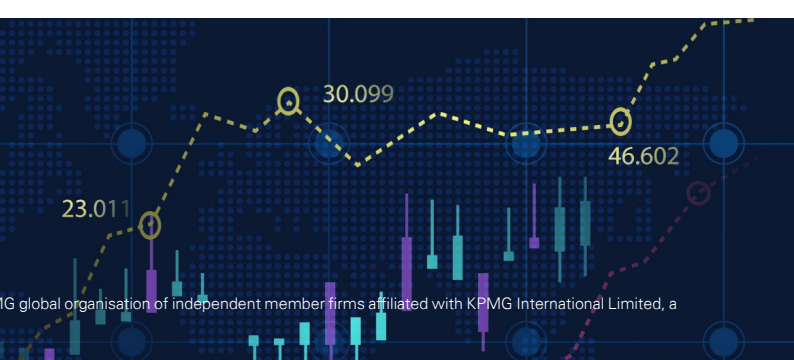 30.099
46.602
23.011
MG global organisation of independent member firms affiliated with KPMG International Limited, a